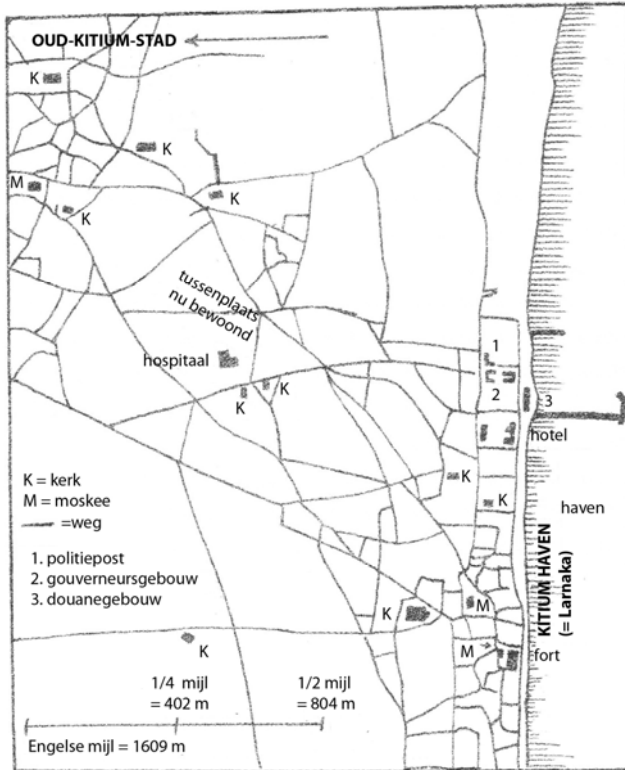 OUD-KITIUM-STAD
K
K
M
K
K
tussenplaats
nu bewoond
hospitaal
K
K
1
2
3
hotel
K
K
haven
K = kerk
M = moskee
=weg
1. politiepost
2. gouverneursgebouw
3. douanegebouw
KITIUM HAVEN
(= Larnaka)
K
M
M
fort
K
1/4 mijl
= 402 m
1/2 mijl
= 804 m
Engelse mijl = 1609 m